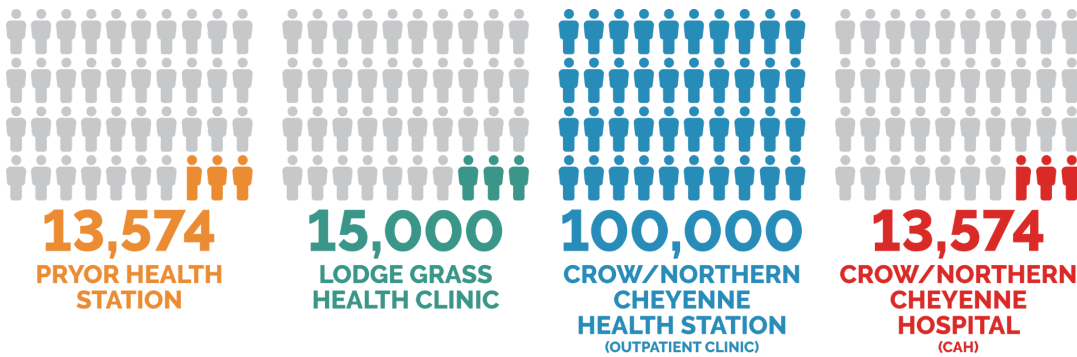 13,574
PRYOR HEALTH
STATION
15,000
LODGE GRASS
HEALTH CLINIC
100,000
CROW/NORTHERN
CHEYENNE
HEALTH STATION
(OUTPATIENT CLINIC)
13,574
CROW/NORTHERN
CHEYENNE
HOSPITAL
(CAH)